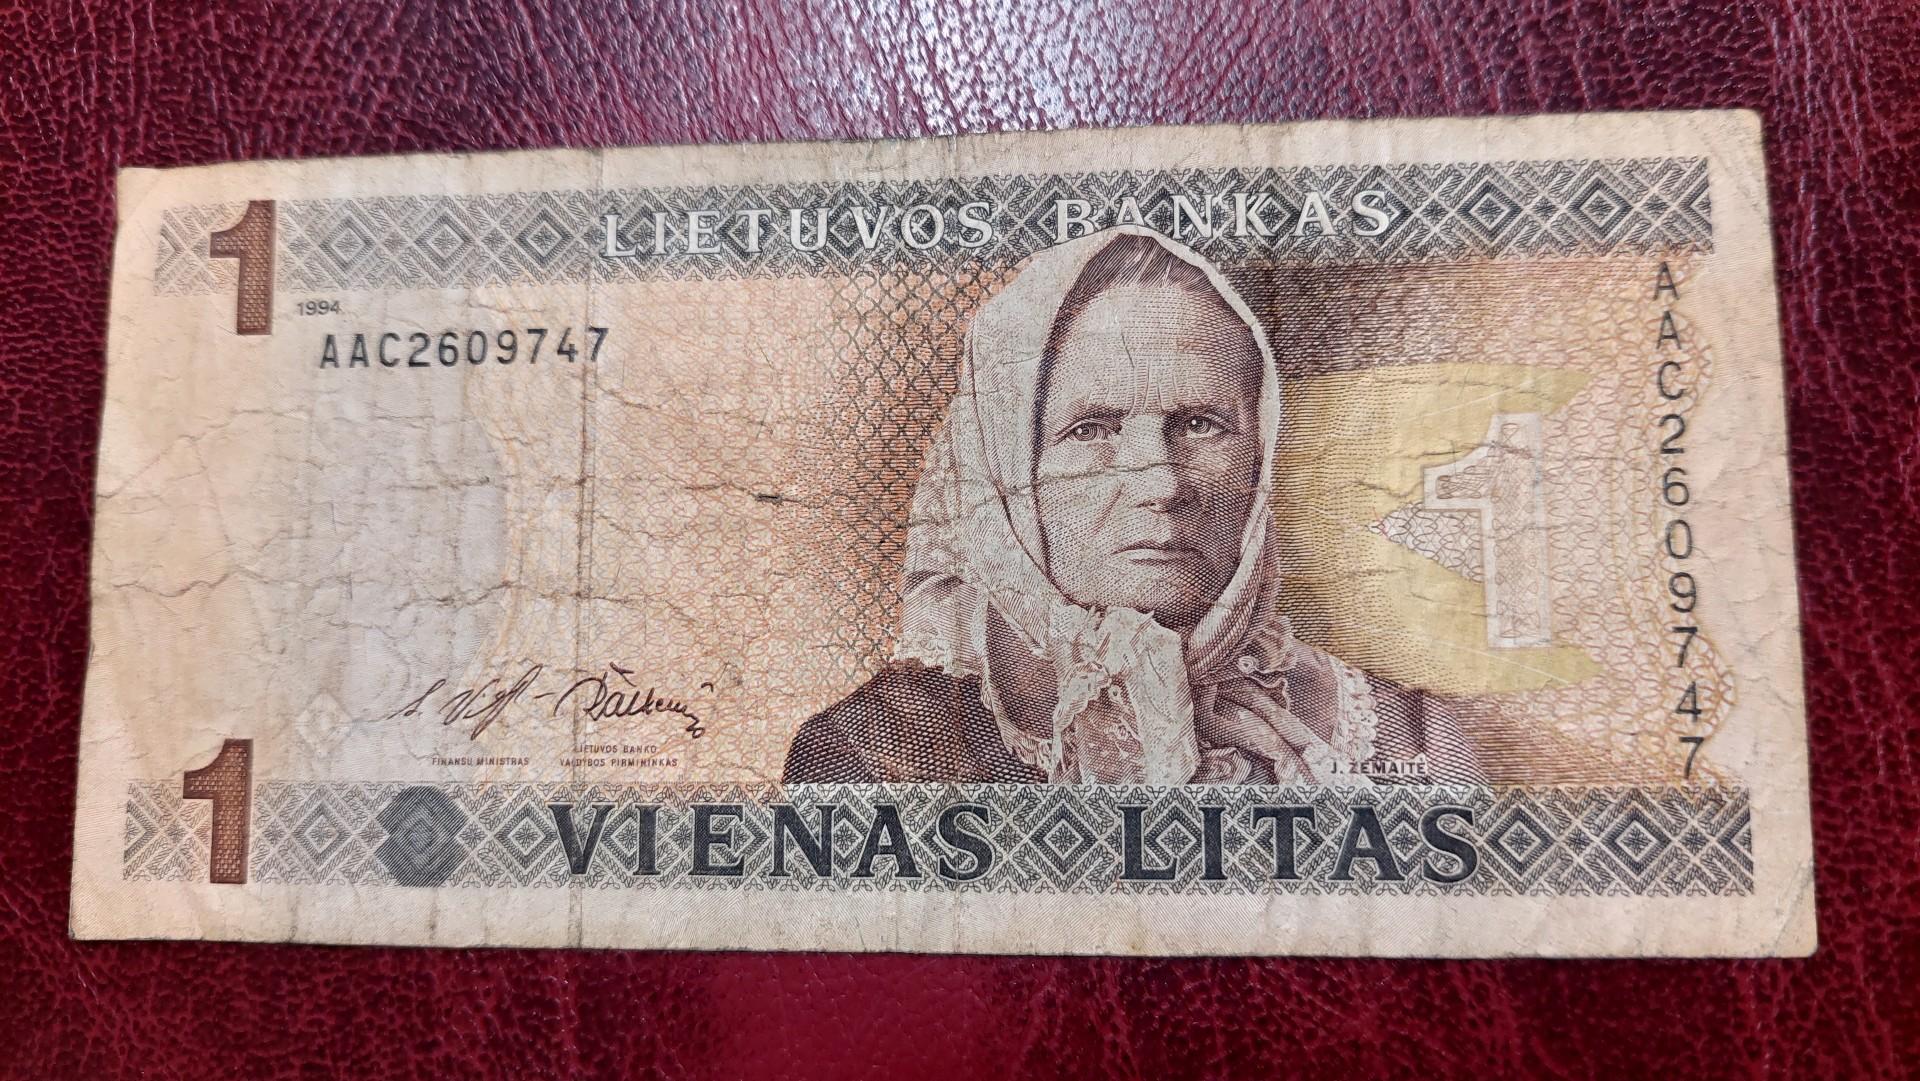 1
LIETUVOS BANKAS
1994
AAC2609747
AAC2609747
1
FINANSŲ MINISTRAS
LIETUVOS BANKO
VALDYBOS PIRMININKAS
J. ŽEMAITĖ
1
VIENAS LITAS